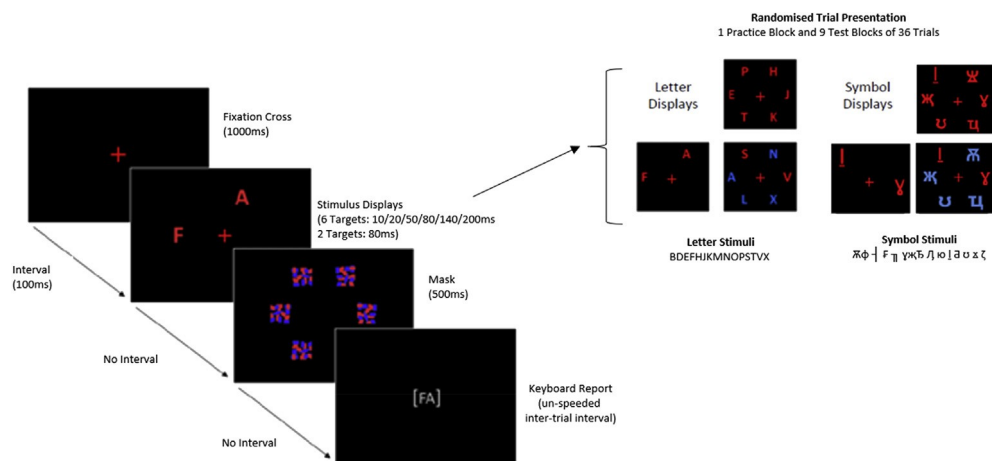 Randomised Trial Presentation
1 Practice Block and 9 Test Blocks of 36 Trials
Letter
Displays
P H
E J
T K
Symbol
Displays
A
F
S N
A V
L X
Letter Stimuli
BDEFHJKMNOPSTVX
Symbol Stimuli
Fixation Cross
(1000ms)
A
F
Stimulus Displays
(6 Targets: 10/20/50/80/140/200ms
2 Targets: 80ms)
Interval
(100ms)
Mask
(500ms)
No Interval
[FA]
Keyboard Report
(un-speeded
inter-trial interval)
No Interval